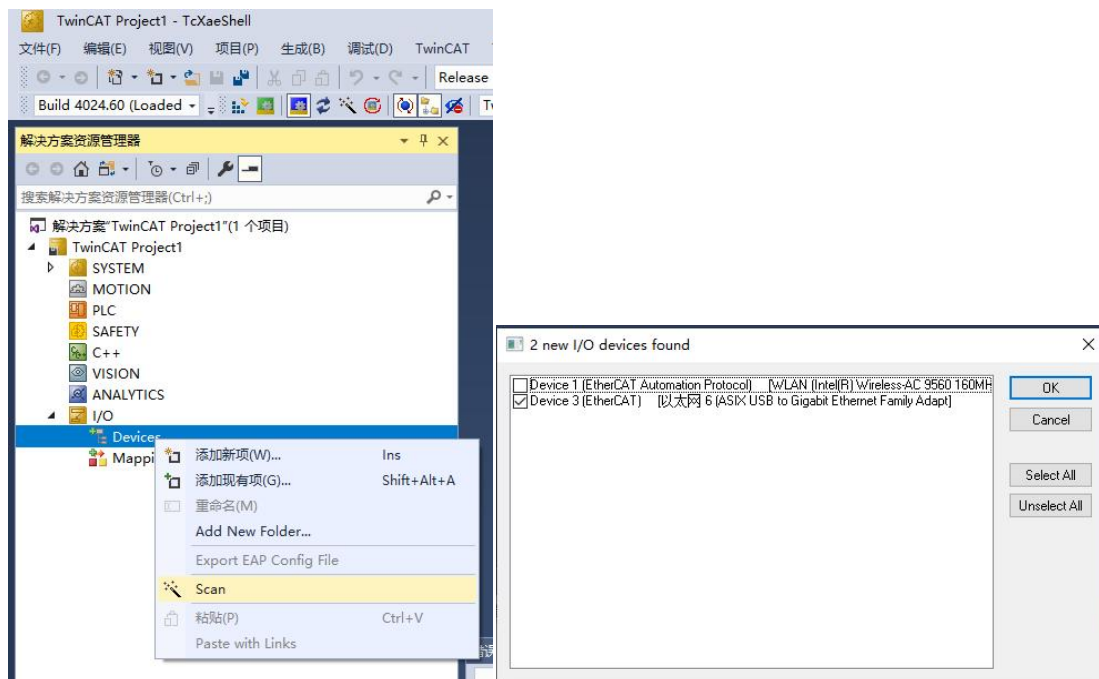 TwinCAT Project1 - TcXaeShell
文件(F) 编辑(E) 视图(V) 项目(P) 生成(B) 调试(D) TwinCAT
Release
Build 4024.60 (Loaded
解决方案资源管理器
搜索解决方案资源管理器(Ctrl+;)
解决方案"TwinCAT Project1"(1 个项目)
TwinCAT Project1
SYSTEM
MOTION
PLC
SAFETY
C++
VISION
ANALYTICS
I/O
Devices
Mappi
添加新项(W)... Ins
添加现有项(G)... Shift+Alt+A
重命名(M)
Add New Folder...
Export EAP Config File
Scan
粘贴(P) Ctrl+V
Paste with Links
2 new I/O devices found
Device 1 (EtherCAT Automation Protocol) [WLAN (Intel(R) Wireless-AC 9560 160MH
Device 3 (EtherCAT) [以太网 6 (ASIX USB to Gigabit Ethernet Family Adapt]
OK
Cancel
Select All
Unselect All